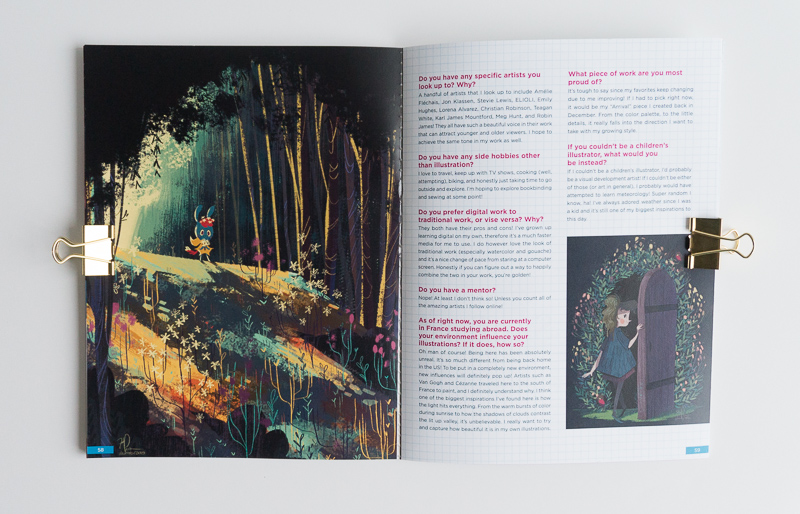 Do you have any specific artists you
look up to? Why?
A handful of artists that I look up to include Amélie
Fléchais, Jon Klassen, Stevie Lewis, ELIOLI, Emily
Hughes, Lorena Alvarez, Christian Robinson, Teagan
White, Kari James Mountford, Meg Hunt, and Robin
James! They all have such a beautiful voice in their work
that can attract younger and older viewers. I hope to
achieve the same tone in my work as well.
Do you have any side hobbies other
than illustration?
I love to travel, keep up with TV shows, cooking (well,
attempting), biking, and honestly just taking time to go
outside and explore. I'm hoping to explore bookbinding
and sewing at some point!
Do you prefer digital work to
traditional work, or vise versa? Why?
They both have their pros and cons! I've grown up
learning digital on my own, therefore it's a much faster
media for me to use. I do however love the look of
traditional work (especially watercolor and gouache)
and it's a nice change of pace from staring at a computer
screen. Honestly if you can figure out a way to happily
combine the two in your work, you're golden!
Do you have a mentor?
Nope! At least I don't think so! Unless you count all of
the amazing artists I follow online!
As of right now, you are currently
in France studying abroad. Does
your environment influence your
illustrations? If it does, how so?
Oh man of course! Being here has been absolutely
unreal. It's so much different from being back home
in the US! To be put in a completely new environment,
new influences will definitely pop up! Artists such as
Van Gogh and Cézanne traveled here to the south of
France to paint, and I definitely understand why. I think
one of the biggest inspirations I've found here is how
the light hits everything. From the warm bursts of color
during sunrise to how the shadows of clouds contrast
the lit up valley, it's unbelievable. I really want to try
and capture how beautiful it is in my own illustrations.
What piece of work are you most
proud of?
It's tough to say since my favorites keep changing
due to me improving! If I had to pick right now,
it would be my "Arrival" piece I created back in
December. From the color palette, to the little
details, it really falls into the direction I want to
take with my growing style.
If you couldn't be a children's
illustrator, what would you
be instead?
If I couldn't be a children's illustrator, I'd probably
be a visual development artist! If I couldn't be either
of those (or art in general), I probably would have
attempted to learn meteorology! Super random I
know, ha! I've always adored weather since I was
a kid and it's still one of my biggest inspirations to
this day.
58
59